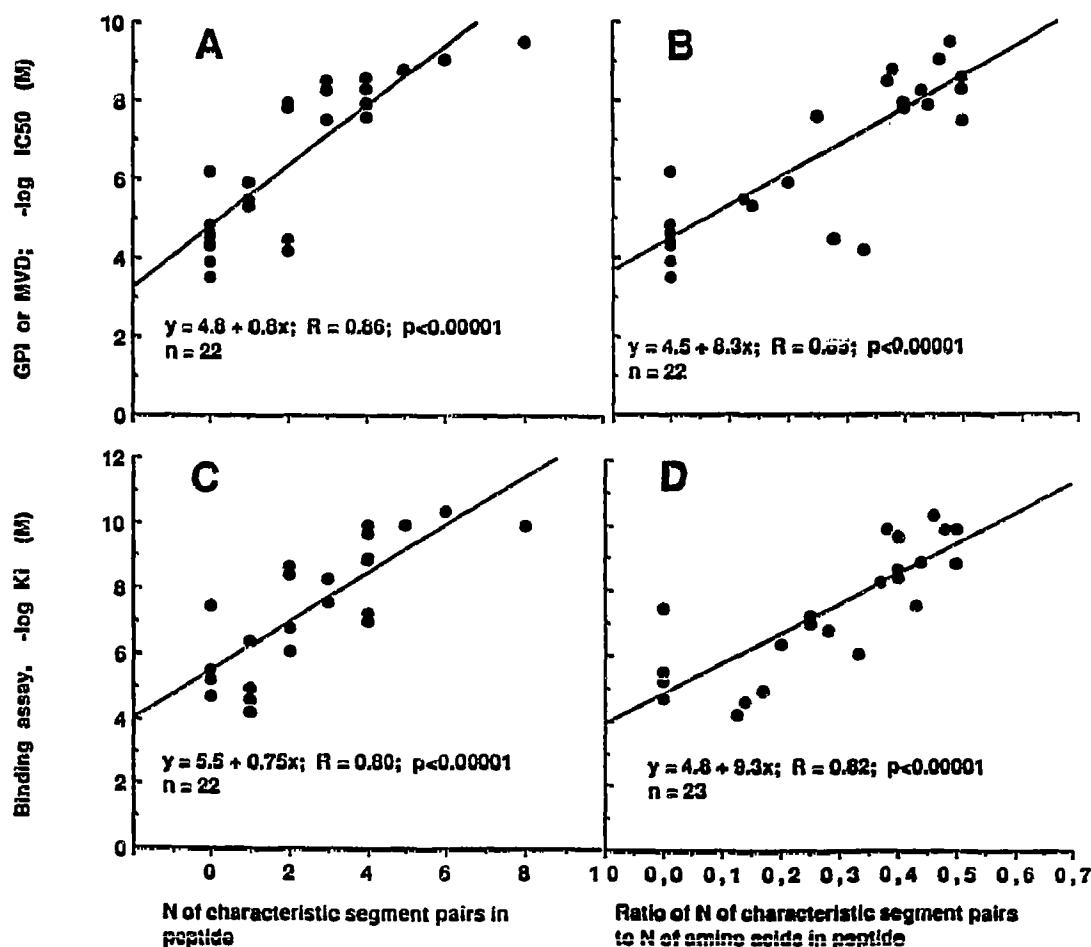 GPI or MVD; -log IC50 (M)
10
8
6
4
2
0
A
y = 4.8 + 0.8x; R = 0.86; p<0.00001
n = 22
B
y = 4.5 + 8.3x; R = p<0.00001
n = 22
Binding assay, -log Ki (M)
12
10
8
6
4
2
0
C
y = 5.5 + 0.75x; R = 0.80; p<0.00001
n = 22
D
y = 4.8 + 9.3x; R = 0.82; p<0.00001
n = 23
0 2 4 6 8 1 0 0,0 0,1 0,2 0,3 0,4 0,5 0,6 0,7
N of characteristic segment pairs in
peptide
Ratio of N of characteristic segment pairs
to N of amino acids in peptide